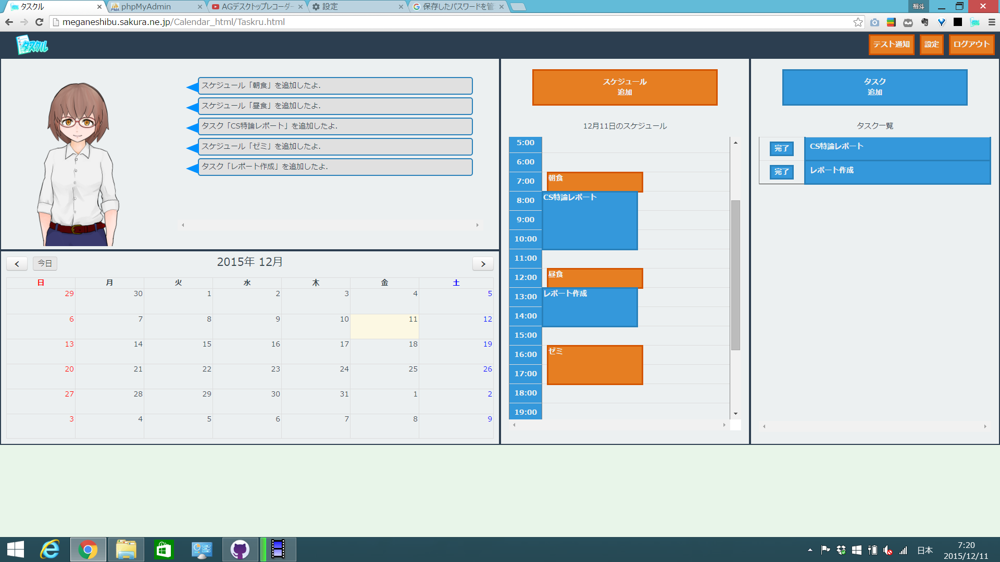 タスクル
phpMyAdmin
AGデスクトップレコーダー
設定
保存したパスワードを管
裕斗
meganeshibu.sakura.ne.jp/Calendar_html/Taskru.html
タスクル
テスト通知
設定
ログアウト
スケジュール「朝食」を追加したよ.
スケジュール「昼食」を追加したよ.
タスク「CS特論レポート」を追加したよ.
スケジュール「ゼミ」を追加したよ.
タスク「レポート作成」を追加したよ.
今日
2015年 12月
日 月 火 水 木 金 土
29 30 1 2 3 4 5
6 7 8 9 10 11 12
13 14 15 16 17 18 19
20 21 22 23 24 25 26
27 28 29 30 31 1 2
3 4 5 6 7 8 9
スケジュール
追加
12月11日のスケジュール
5:00
6:00
7:00 朝食
8:00 CS特論レポート
9:00
10:00
11:00
12:00 昼食
13:00 レポート作成
14:00
15:00
16:00 ゼミ
17:00
18:00
19:00
タスク
追加
タスク一覧
完了 CS特論レポート
完了 レポート作成
日本
7:20
2015/12/11